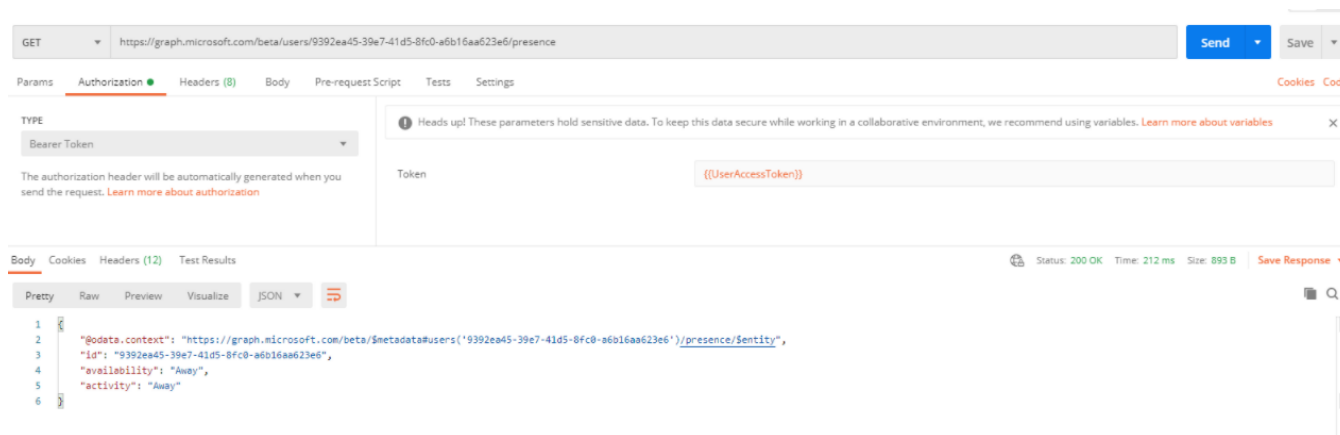 GET https://graph.microsoft.com/beta/users/9392ea45-39e7-41d5-8fc0-a6b16aa623e6/presence Send Save
Params Authorization Headers (8) Body Pre-request Script Tests Settings Cookies Coo
TYPE
Bearer Token
The authorization header will be automatically generated when you
send the request. Learn more about authorization
Heads up! These parameters hold sensitive data. To keep this data secure while working in a collaborative environment, we recommend using variables. Learn more about variables
Token {{UserAccessToken}}
Body Cookies Headers (12) Test Results Status: 200 OK Time: 212 ms Size: 893 B Save Response
Pretty Raw Preview Visualize JSON
1 {
2 "@odata.context": "https://graph.microsoft.com/beta/$metadata#users('9392ea45-39e7-41d5-8fc0-a6b16aa623e6')/presence/$entity",
3 "id": "9392ea45-39e7-41d5-8fc0-a6b16aa623e6",
4 "availability": "Away",
5 "activity": "Away"
6 }